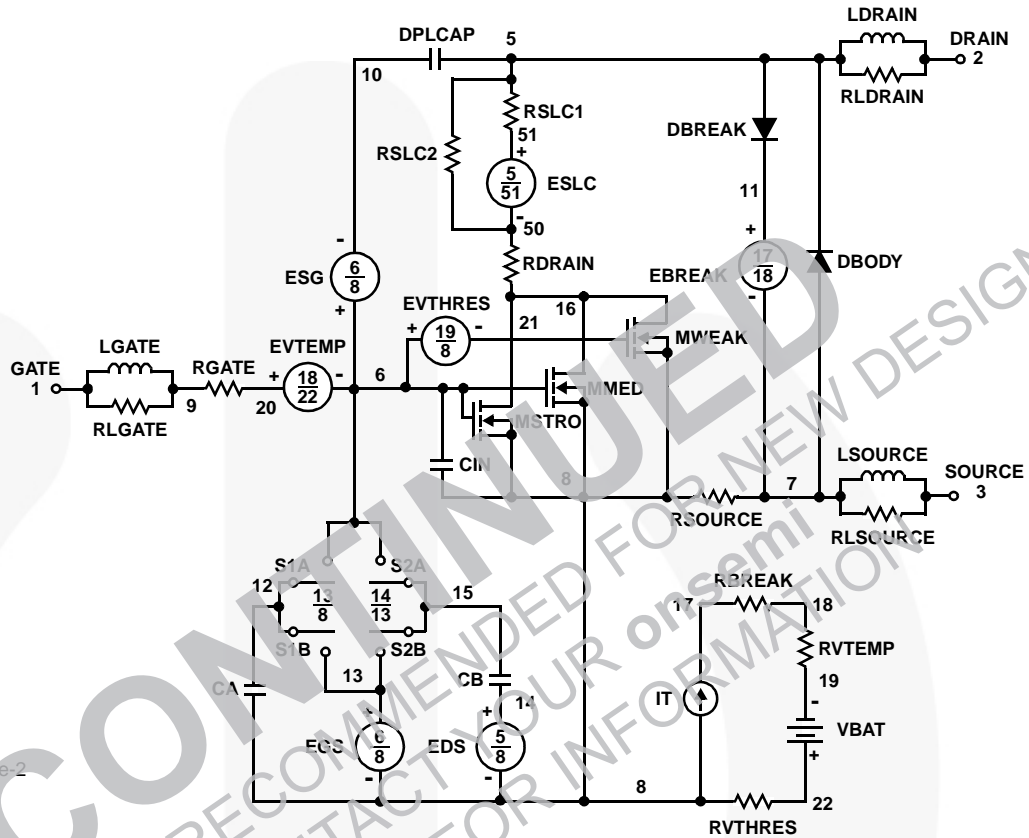 LDRAIN
DPLCAP
5
DRAIN
2
10
RLDRAIN
RSLC1
51
DBREAK
RSLC2
+
5
51
ESLC
11
-
50
-
+
ESG
6
8
RDRAIN
EBREAK
17
18
DBODY
+
EVTHRES
16
-
21
+
19
8
-
MWEAK
LGATE
EVTEMP
GATE
1
RGATE
+
18
22
-
6
MMED
9
20
RLGATE
MSTRO
LSOURCE
CIN
8
7
SOURCE
3
RSOURCE
RLSOURCE
S1A
S2A
12
13
8
14
13
15
RBREAK
17
18
S1B
S2B
RVTEMP
13
CB
19
CA
14
IT
-
+
+
VBAT
EGS
6
8
EDS
5
8
+
-
-
8
22
RVTHRES
CONTINUED
RECOMMENDED FOR NEW DESIGN
CONTACT YOUR onsemi
FOR INFORMATION
e-2